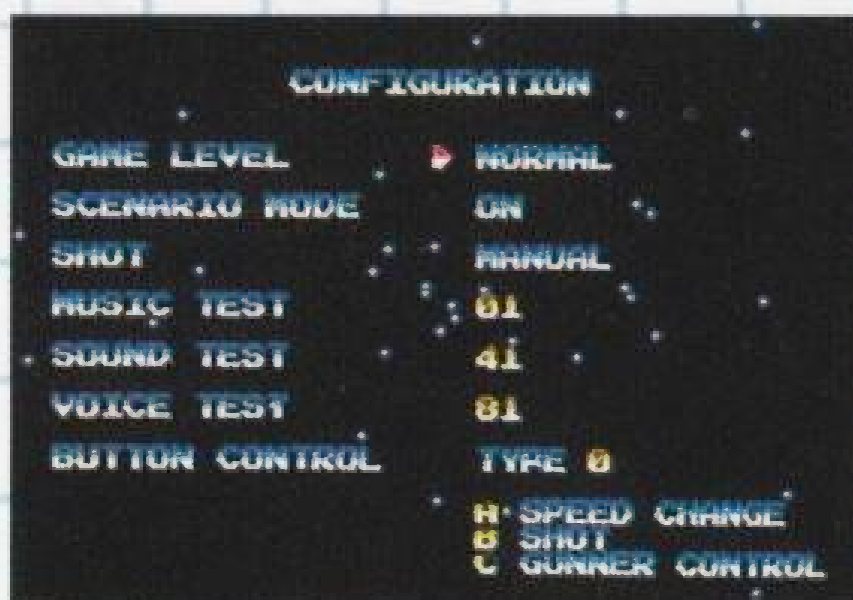 CONFIGURATION
GAME LEVEL NORMAL
SCENARIO MODE ON
SHOT MANUAL
MUSIC TEST 01
SOUND TEST 41
VOICE TEST 81
BUTTON CONTROL TYPE 0
A SPEED CHANGE
B SHOT
C GUNNER CONTROL